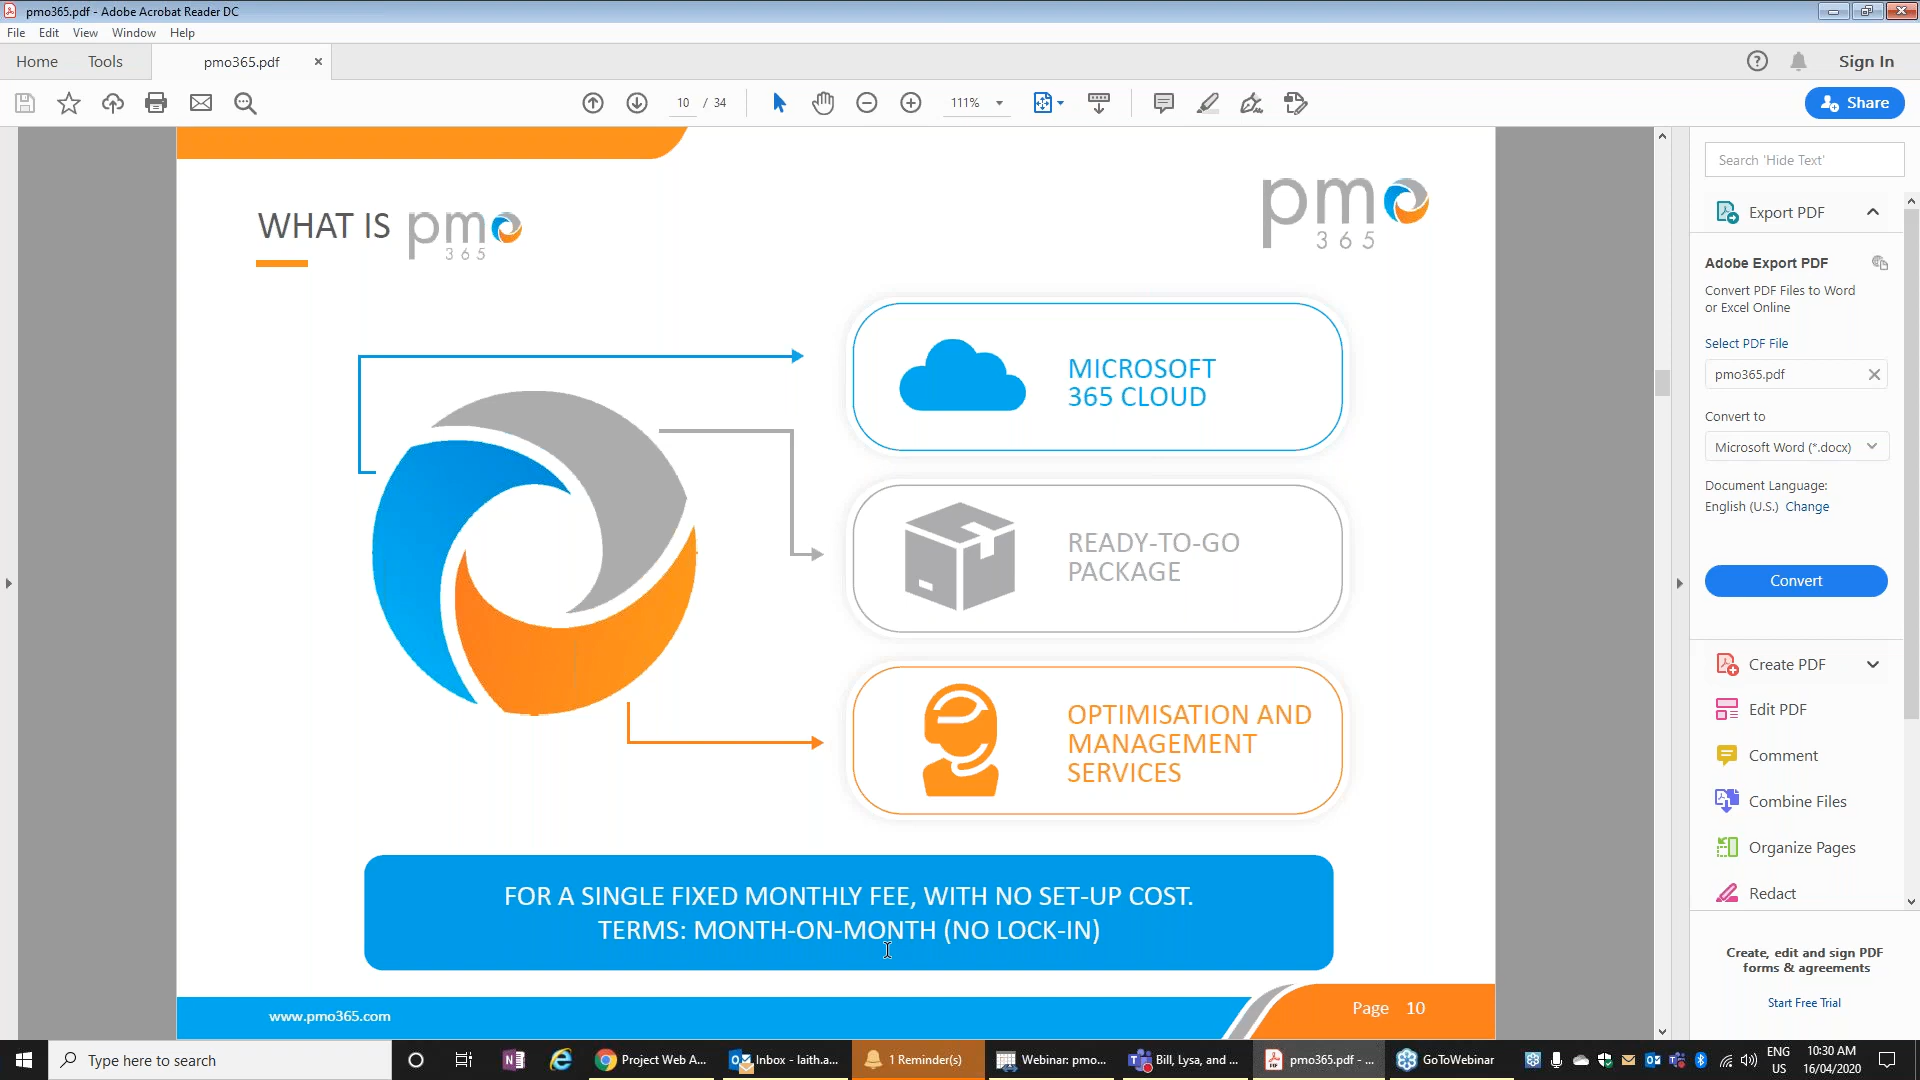 pmo365.pdf - Adobe Acrobat Reader DC
File Edit View Window Help
Home Tools pmo365.pdf Sign In
10 / 34 111% Share
WHAT IS pmo
365
pmo
365
MICROSOFT
365 CLOUD
READY-TO-GO
PACKAGE
OPTIMISATION AND
MANAGEMENT
SERVICES
FOR A SINGLE FIXED MONTHLY FEE, WITH NO SET-UP COST.
TERMS: MONTH-ON-MONTH (NO LOCK-IN)
www.pmo365.com
Page 10
Search 'Hide Text'
Export PDF
Adobe Export PDF
Convert PDF Files to Word
or Excel Online
Select PDF File
pmo365.pdf
Convert to
Microsoft Word (*.docx)
Document Language:
English (U.S.) Change
Convert
Create PDF
Edit PDF
Comment
Combine Files
Organize Pages
Redact
Create, edit and sign PDF
forms & agreements
Start Free Trial
Type here to search
Project Web A...
Inbox - laith.a...
1 Reminder(s)
Webinar: pmo...
Bill, Lysa, and ...
pmo365.pdf - ...
GoToWebinar
ENG
US
10:30 AM
16/04/2020